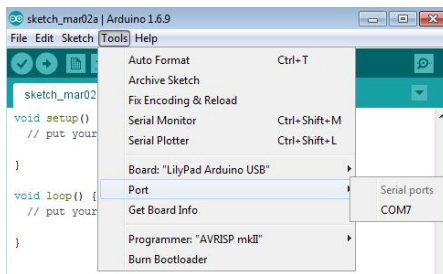 sketch_mar02a | Arduino 1.6.9
File Edit Sketch Tools Help
sketch_mar02
void setup()
// put your
}
void loop() {
// put your
}
Auto Format Ctrl+T
Archive Sketch
Fix Encoding & Reload
Serial Monitor Ctrl+Shift+M
Serial Plotter Ctrl+Shift+L
Board: "LilyPad Arduino USB"
Port
Get Board Info
Programmer: "AVRISP mkII"
Burn Bootloader
Serial ports
COM7